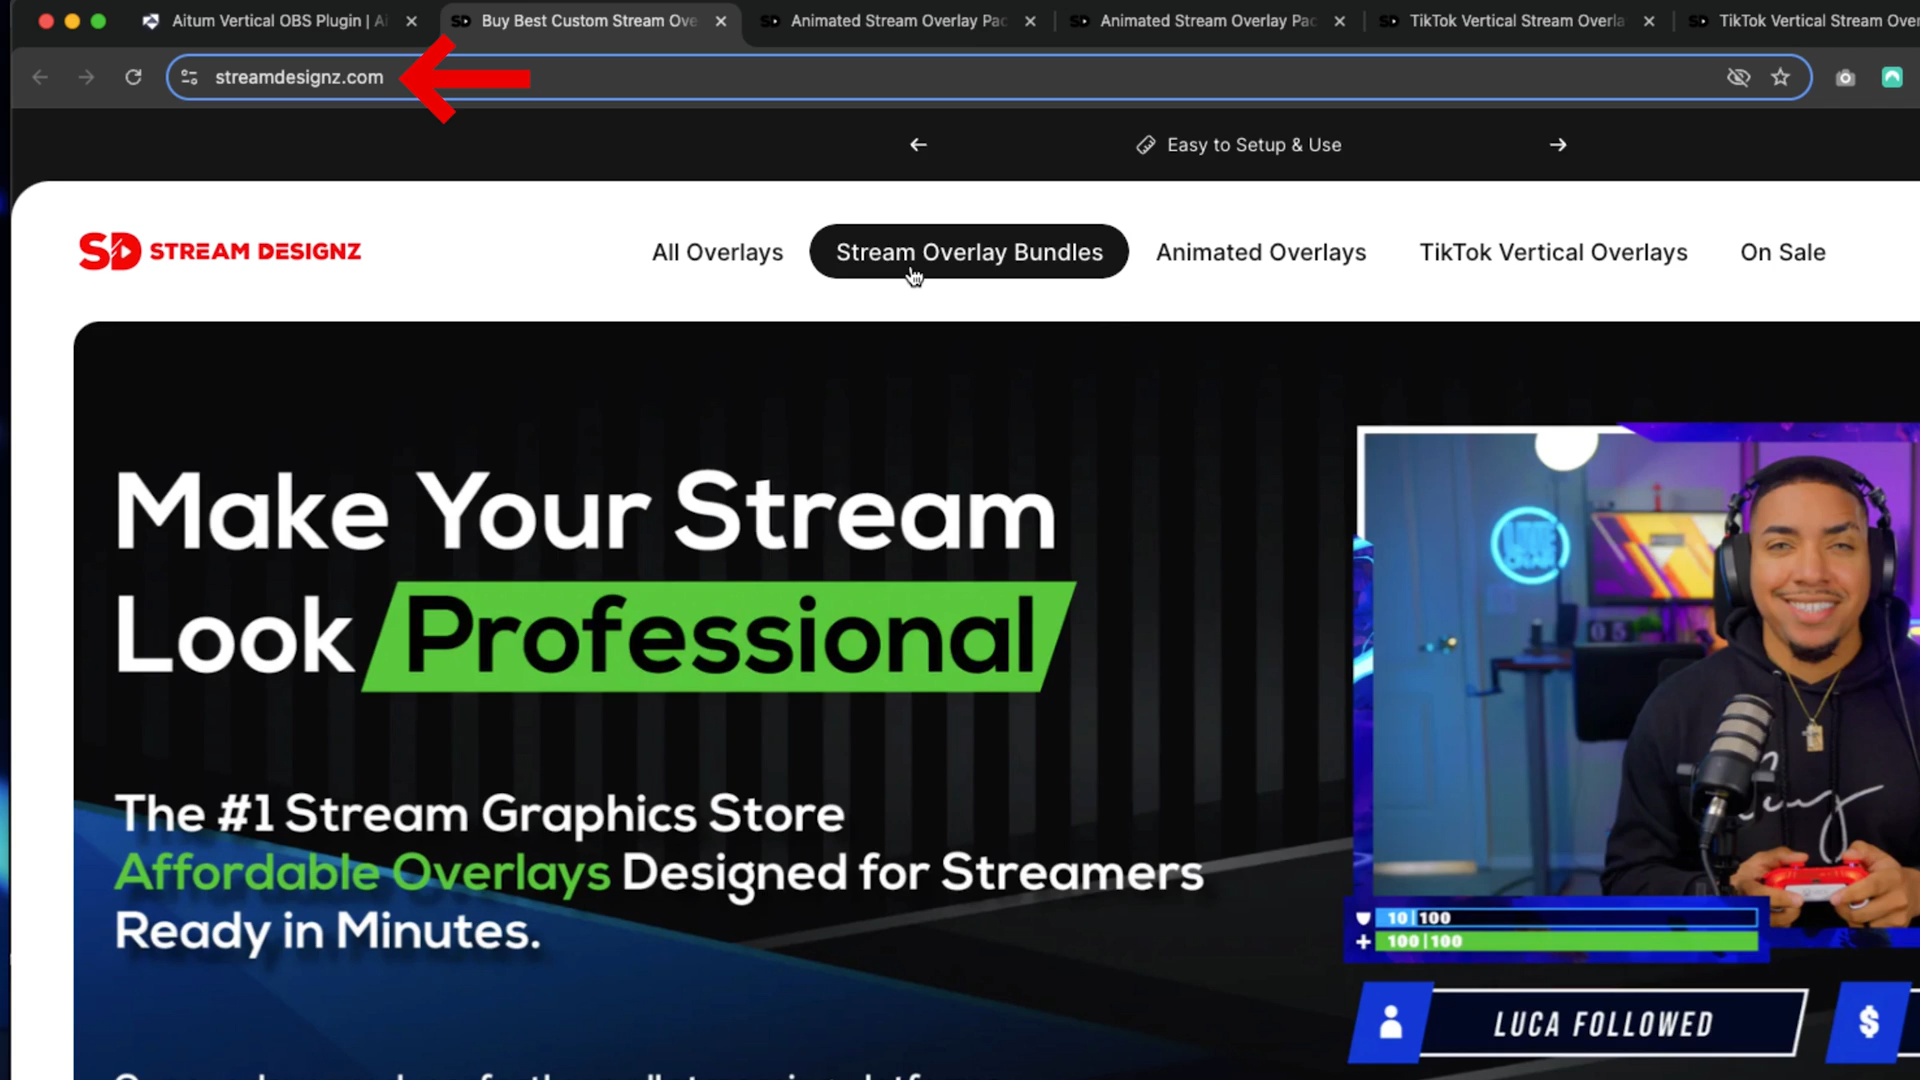 Aitum Vertical OBS Plugin | Ai
Buy Best Custom Stream Ove
Animated Stream Overlay Pac
Animated Stream Overlay Pac
TikTok Vertical Stream Overla
TikTok Vertical Stream Over
streamdesignz.com
Easy to Setup & Use
SD STREAM DESIGNZ
All Overlays
Stream Overlay Bundles
Animated Overlays
TikTok Vertical Overlays
On Sale
Make Your Stream
Look Professional
The #1 Stream Graphics Store
Affordable Overlays Designed for Streamers
Ready in Minutes.
10|100
100|100
LUCA FOLLOWED
$